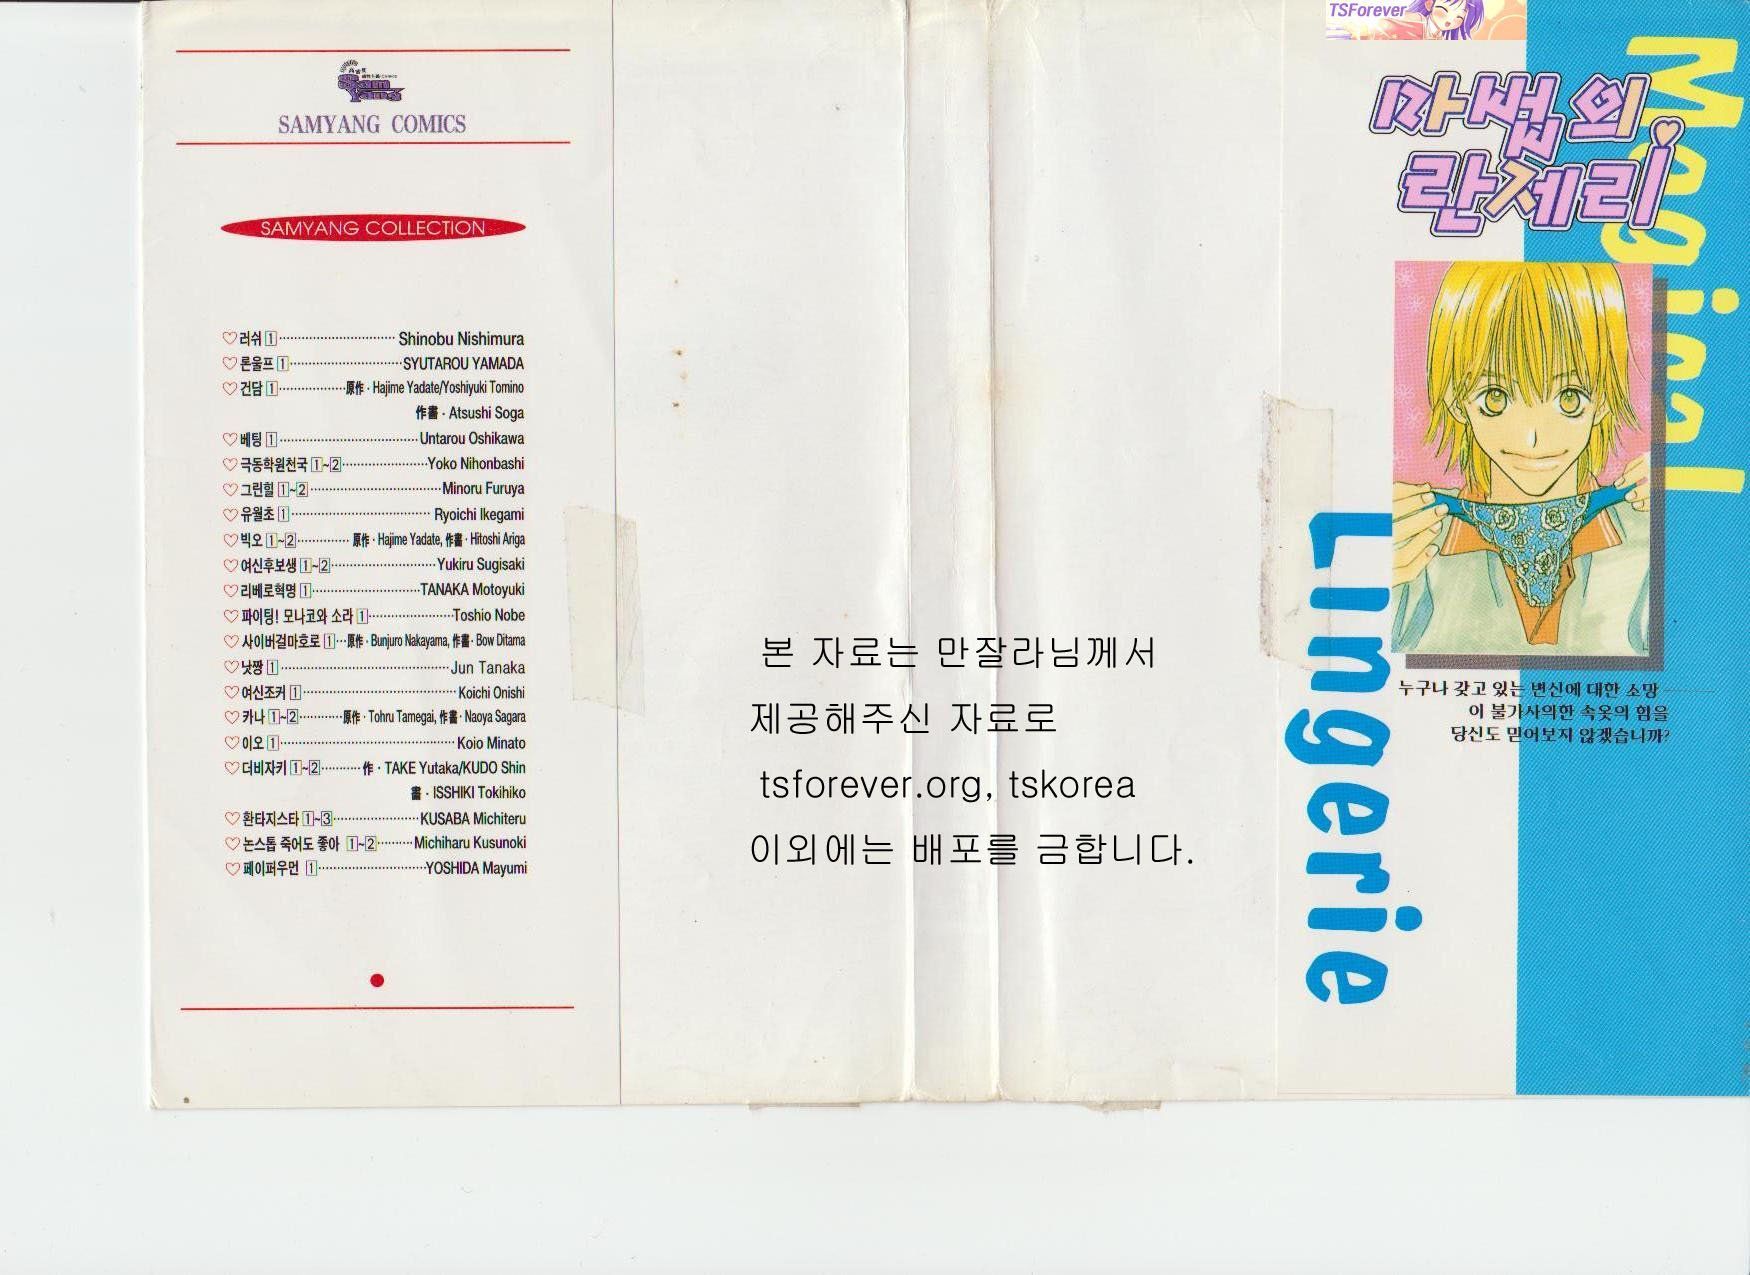 SAMYANG COMICS
SAMYANG COLLECTION
♡러쉬 1 Shinobu Nishimura
♡론울프 1 SYUTAROU YAMADA
♡건담 1 原作·Hajime Yadate/Yoshiyuki Tomino
作畵·Atsushi Soga
♡베팅 1 Untarou Oshikawa
♡극동학원천국 1~2 Yoko Nihonbashi
♡그린힐 1~2 Minoru Furuya
♡유월초 1 Ryoichi Ikegami
♡빅오 1~2 原作·Hajime Yadate, 作畵·Hitoshi Ariga
♡여신후보생 1~2 Yukiru Sugisaki
♡리베로혁명 1 TANAKA Motoyuki
♡파이팅! 모나코와 소라 1 Toshio Nobe
♡사이버걸마호로 1 原作·Bunjuro Nakayama, 作畵·Bow Ditama
♡낫짱 1 Jun Tanaka
♡여신조커 1 Koichi Onishi
♡카나 1~2 原作·Tohru Tamegai, 作畵·Naoya Sagara
♡이오 1 Koio Minato
♡더비자키 1~2 作·TAKE Yutaka/KUDO Shin
畵·ISSHIKI Tokihiko
♡환타지스타 1~3 KUSABA Michiteru
♡논스톱 죽어도 좋아 1~2 Michiharu Kusunoki
♡페이퍼우먼 1 YOSHIDA Mayumi
본 자료는 만잘라님께서
제공해주신 자료로
tsforever.org, tskorea
이외에는 배포를 금합니다.
TSForever
마법의
란제리
Magical
Lingerie
누구나 갖고 있는 변신에 대한 소망
이 불가사의한 속옷의 힘을
당신도 믿어보지 않겠습니까?